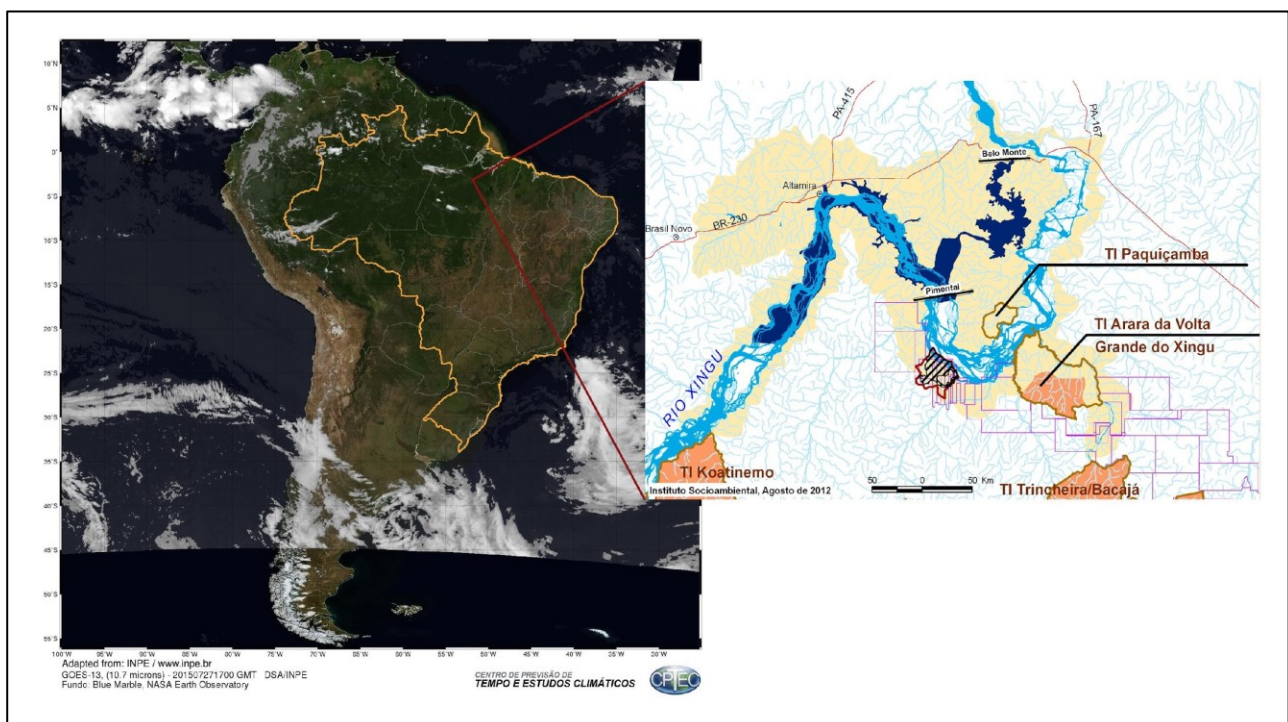 10°N
5°N
0°
5°S
10°S
15°S
20°S
25°S
30°S
35°S
40°S
45°S
50°S
55°S
100°W 95°W 90°W 85°W 80°W 75°W 70°W 65°W 60°W 55°W 50°W 45°W 40°W 35°W 30°W 25°W
Adapted from: INPE / www.inpe.br
GOES-13, (10.7 microns) - 201507271700 GMT DSA/INPE
Fundo: Blue Marble, NASA Earth Observatory
CENTRO DE PREVISÃO DE
TEMPO E ESTUDOS CLIMÁTICOS
CPTEC
PA-415
PA-167
Belo Monte
Altamira
BR-230
Brasil Novo
TI Paquiçamba
Pimental
TI Arara da Volta
Grande do Xingu
RIO XINGU
TI Koatinemo
50 0 50 Km
Instituto Socioambiental, Agosto de 2012
TI Trincheira/Bacajá